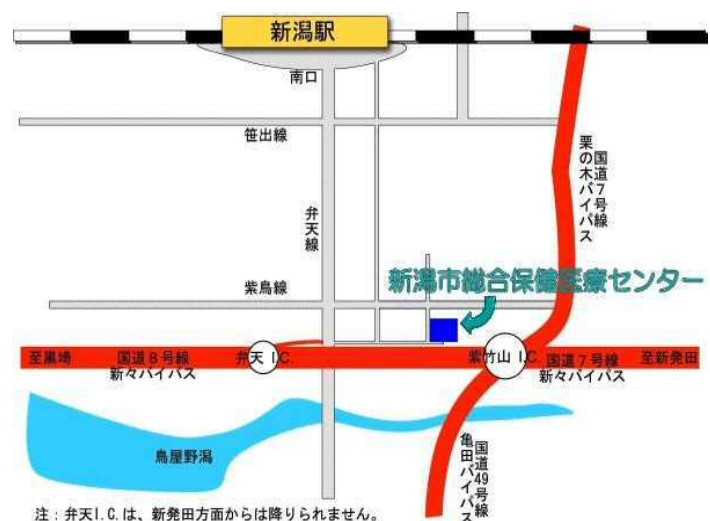 新潟駅
南口
笹出線
国道7号線
栗の木バイパス
弁天線
新潟市総合保健医療センター
紫鳥線
至黒埼
国道8号線
新々バイパス
弁天 I.C.
紫竹山 I.C.
国道7号線
新々バイパス
至新発田
鳥屋野潟
国道49号線
亀田バイパス
注：弁天I.C.は、新発田方面からは降りられません。